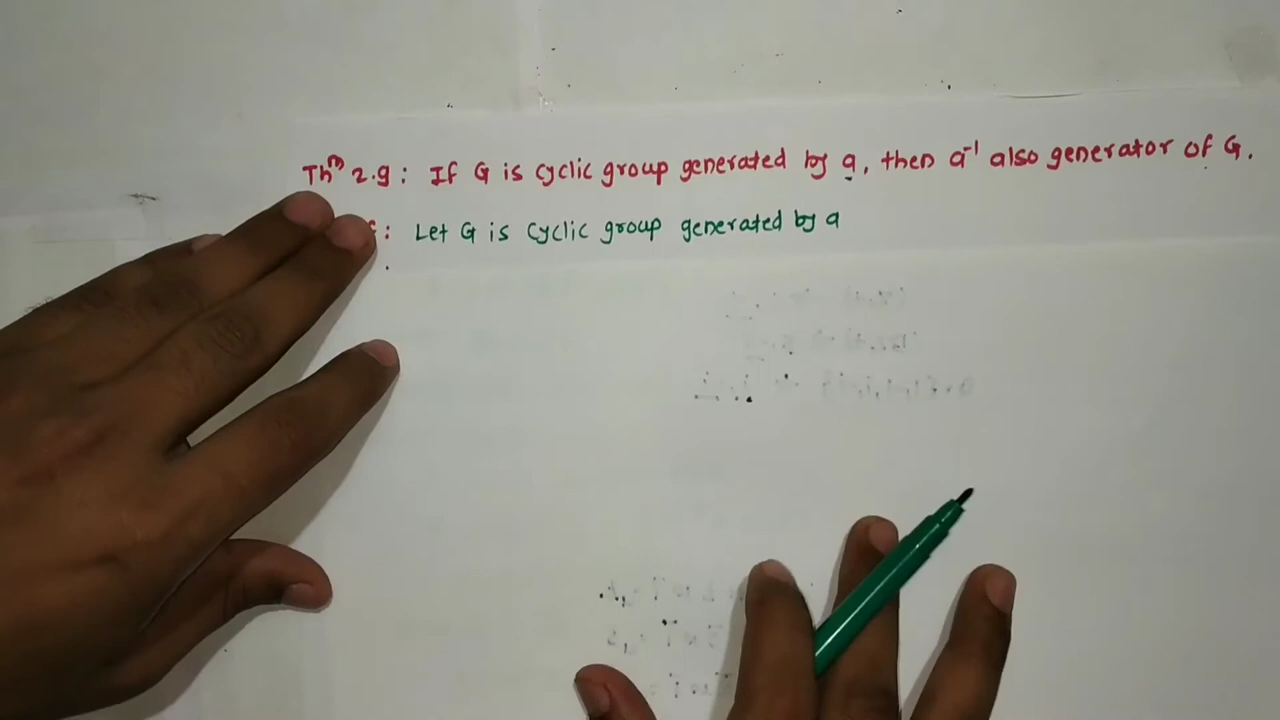 Thm 2.9: If G is cyclic group generated by a, then a⁻¹ also generator of G.
: Let G is cyclic group generated by a